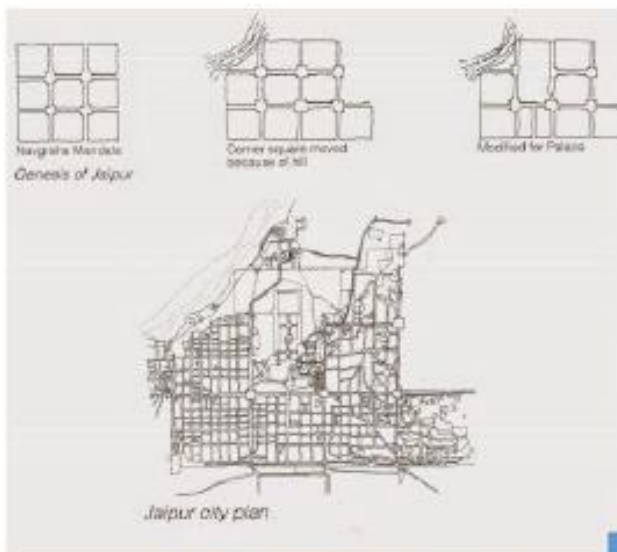 Navgraha Mandala
Genesis of Jaipur
Corner square moved
because of hill
Modified for Palace
Jaipur city plan